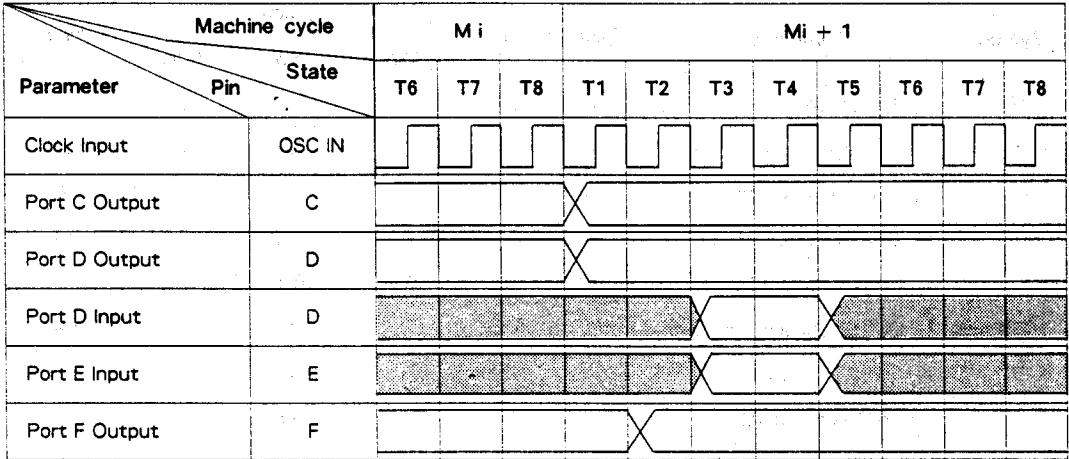 Machine cycle Mi Mi + 1
Parameter Pin State T6 T7 T8 T1 T2 T3 T4 T5 T6 T7 T8
Clock Input OSC IN
Port C Output C
Port D Output D
Port D Input D
Port E Input E
Port F Output F